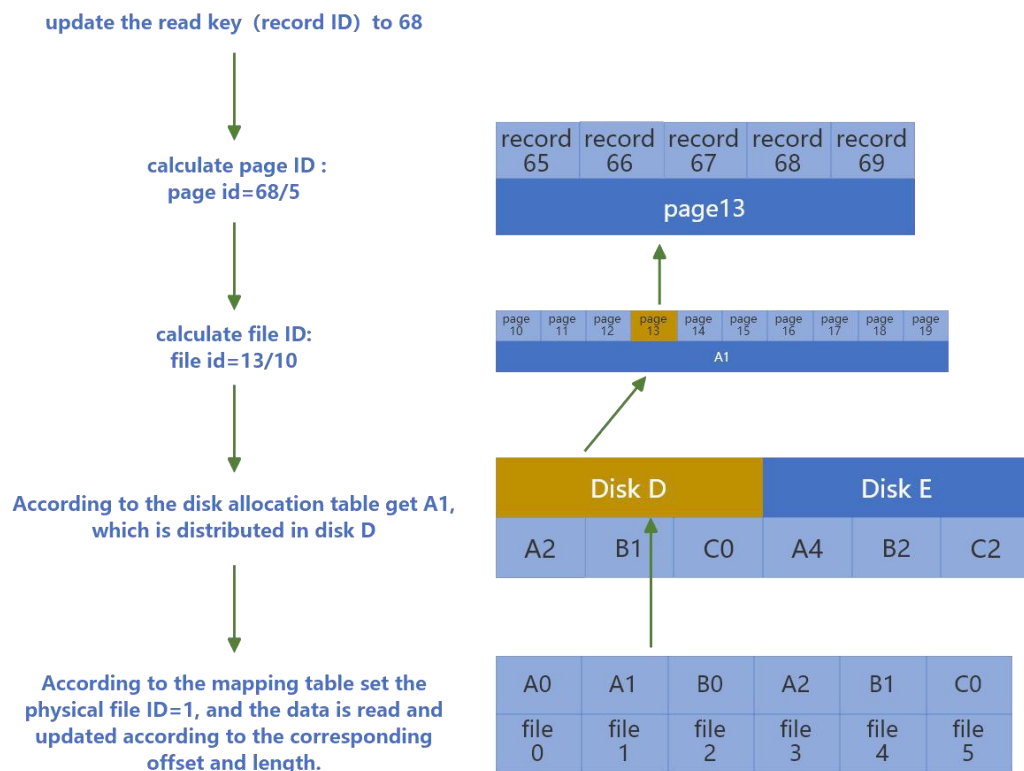 update the read key (record ID) to 68
calculate page ID :
page id=68/5
calculate file ID:
file id=13/10
According to the disk allocation table get A1,
which is distributed in disk D
According to the mapping table set the
physical file ID=1, and the data is read and
updated according to the corresponding
offset and length.
record record record record record
65 66 67 68 69
page13
page page page page page page page page page page
10 11 12 13 14 15 16 17 18 19
A1
Disk D Disk E
A2 B1 C0 A4 B2 C2
A0 A1 B0 A2 B1 C0
file file file file file file
0 1 2 3 4 5